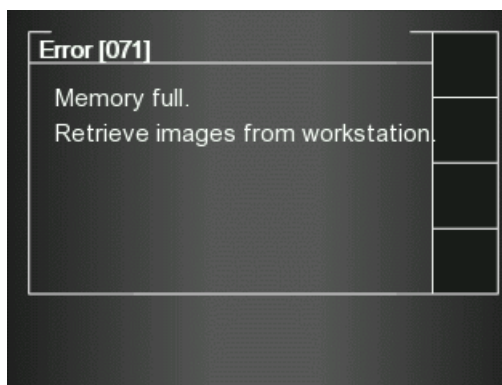 Error [071]
Memory full.
Retrieve images from workstation.